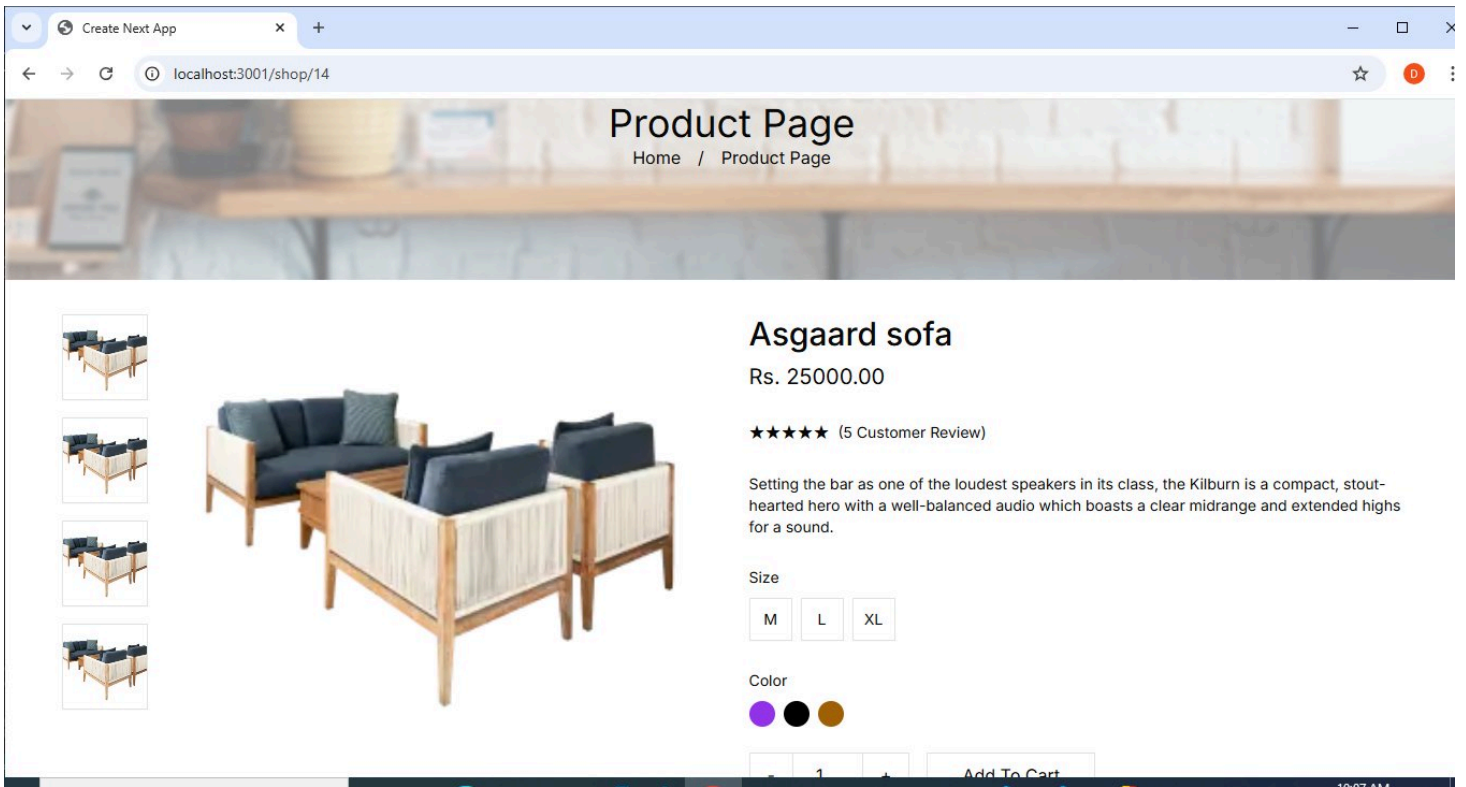 Create Next App
localhost:3001/shop/14
D
Product Page
Home / Product Page
Asgaard sofa
Rs. 25000.00
★★★★★ (5 Customer Review)
Setting the bar as one of the loudest speakers in its class, the Kilburn is a compact, stout-
hearted hero with a well-balanced audio which boasts a clear midrange and extended highs
for a sound.
Size
M L XL
Color
- 1 + Add To Cart
10:07 AM